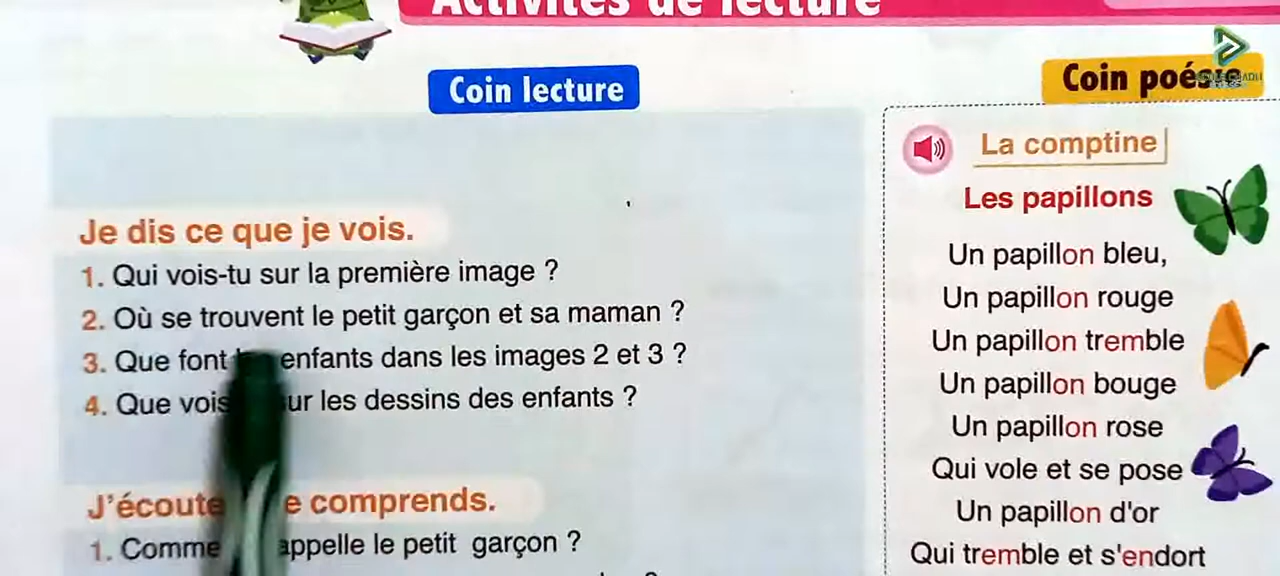 Activités de lecture
Coin lecture
Je dis ce que je vois.
1. Qui vois-tu sur la première image ?
2. Où se trouvent le petit garçon et sa maman ?
3. Que font enfants dans les images 2 et 3 ?
4. Que les dessins des enfants ?
J'écoute comprends.
1. appelle le petit garçon ?
Coin poésie
La comptine
Les papillons
Un papillon bleu,
Un papillon rouge
Un papillon tremble
Un papillon bouge
Un papillon rose
Qui vole et se pose
Un papillon d'or
Qui tremble et s'endort